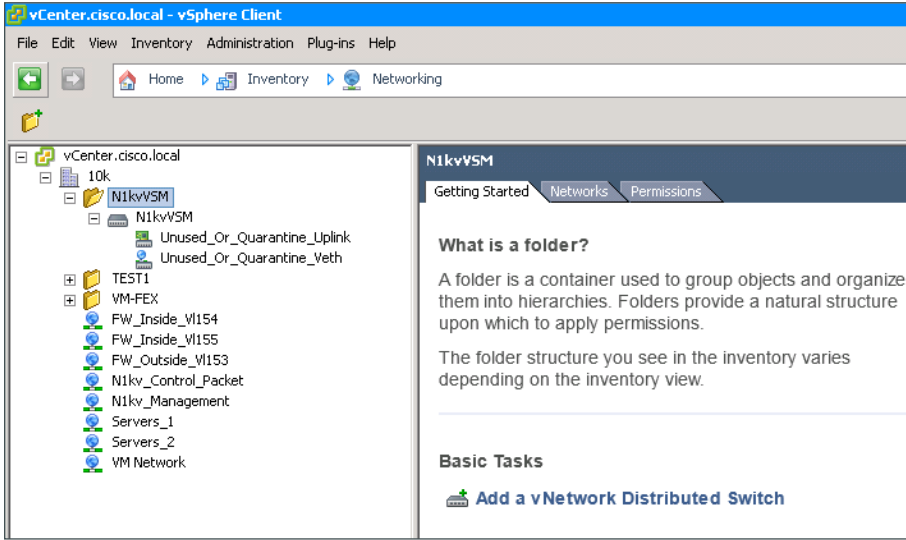 vCenter.cisco.local - vSphere Client
File Edit View Inventory Administration Plug-ins Help
Home Inventory Networking
vCenter.cisco.local
10k
N1kvVSM
N1kvVSM
Unused_Or_Quarantine_Uplink
Unused_Or_Quarantine_Veth
TEST1
VM-FEX
FW_Inside_Vl154
FW_Inside_Vl155
FW_Outside_Vl153
N1kv_Control_Packet
N1kv_Management
Servers_1
Servers_2
VM Network
N1kvVSM
Getting Started Networks Permissions
What is a folder?
A folder is a container used to group objects and organize
them into hierarchies. Folders provide a natural structure
upon which to apply permissions.
The folder structure you see in the inventory varies
depending on the inventory view.
Basic Tasks
Add a vNetwork Distributed Switch